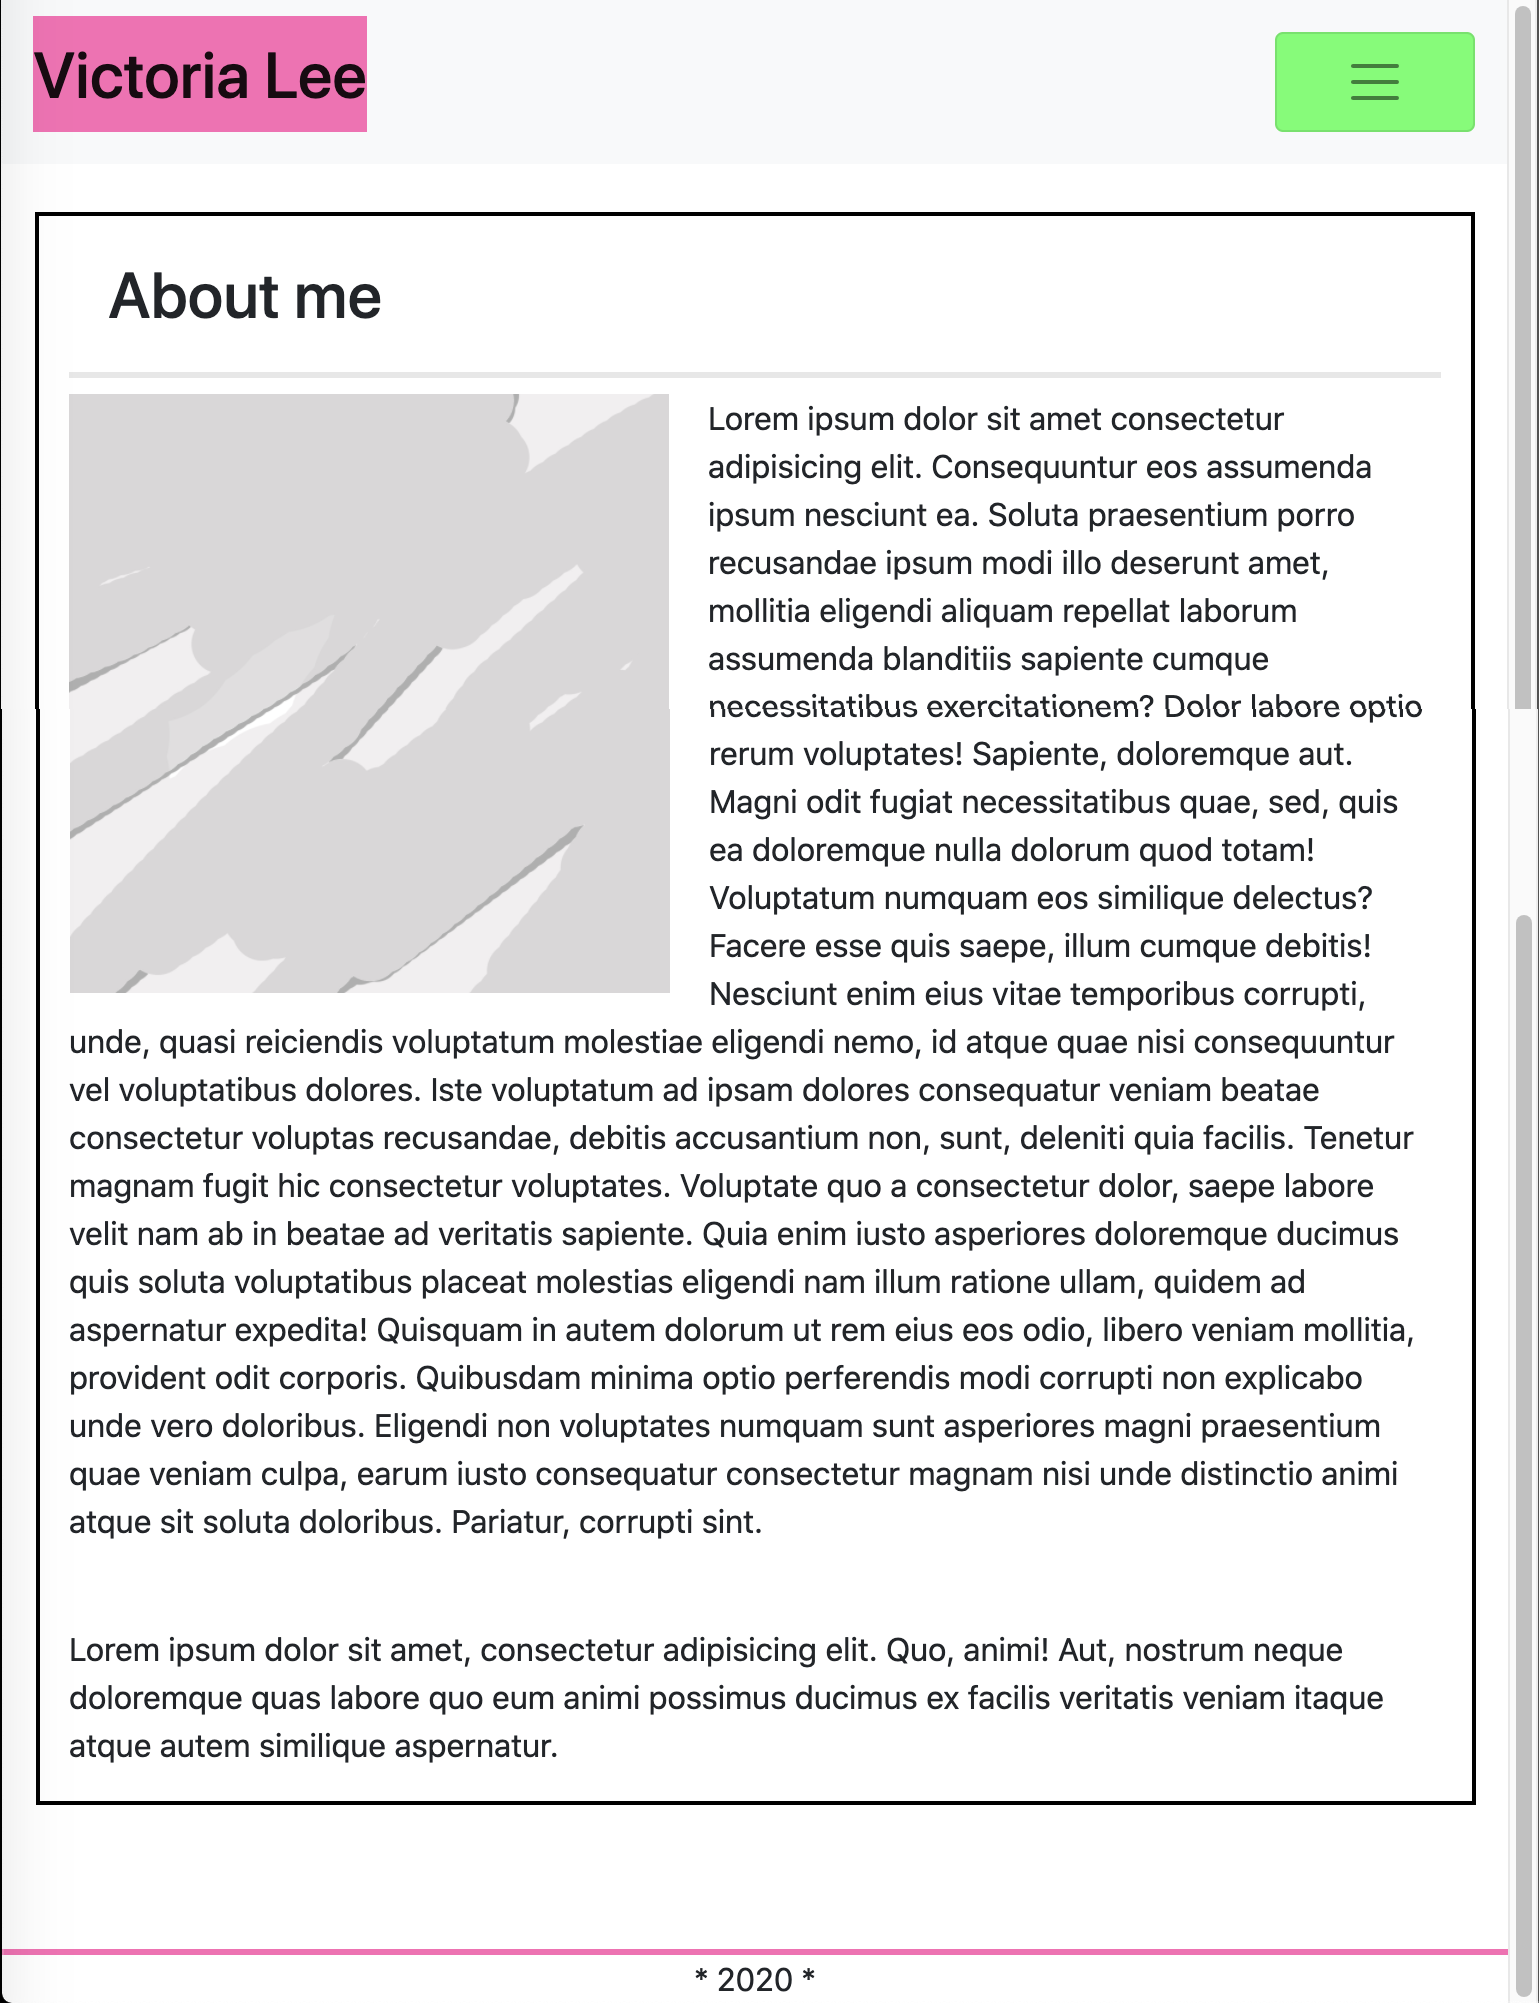 Victoria Lee
About me
Lorem ipsum dolor sit amet consectetur
adipisicing elit. Consequuntur eos assumenda
ipsum nesciunt ea. Soluta praesentium porro
recusandae ipsum modi illo deserunt amet,
mollitia eligendi aliquam repellat laborum
assumenda blanditiis sapiente cumque
necessitatibus exercitationem? Dolor labore optio
rerum voluptates! Sapiente, doloremque aut.
Magni odit fugiat necessitatibus quae, sed, quis
ea doloremque nulla dolorum quod totam!
Voluptatum numquam eos similique delectus?
Facere esse quis saepe, illum cumque debitis!
Nesciunt enim eius vitae temporibus corrupti,
unde, quasi reiciendis voluptatum molestiae eligendi nemo, id atque quae nisi consequuntur
vel voluptatibus dolores. Iste voluptatum ad ipsam dolores consequatur veniam beatae
consectetur voluptas recusandae, debitis accusantium non, sunt, deleniti quia facilis. Tenetur
magnam fugit hic consectetur voluptates. Voluptate quo a consectetur dolor, saepe labore
velit nam ab in beatae ad veritatis sapiente. Quia enim iusto asperiores doloremque ducimus
quis soluta voluptatibus placeat molestias eligendi nam illum ratione ullam, quidem ad
aspernatur expedita! Quisquam in autem dolorum ut rem eius eos odio, libero veniam mollitia,
provident odit corporis. Quibusdam minima optio perferendis modi corrupti non explicabo
unde vero doloribus. Eligendi non voluptates numquam sunt asperiores magni praesentium
quae veniam culpa, earum iusto consequatur consectetur magnam nisi unde distinctio animi
atque sit soluta doloribus. Pariatur, corrupti sint.
Lorem ipsum dolor sit amet, consectetur adipisicing elit. Quo, animi! Aut, nostrum neque
doloremque quas labore quo eum animi possimus ducimus ex facilis veritatis veniam itaque
atque autem similique aspernatur.
* 2020 *